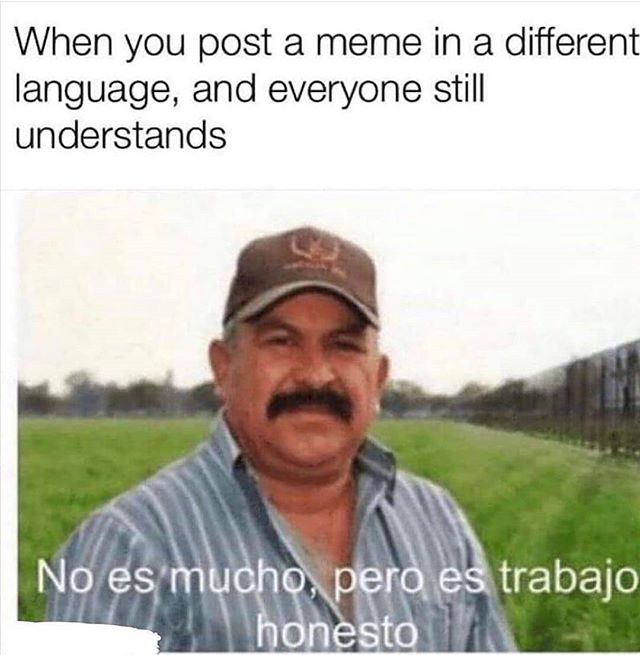 When you post a meme in a different
language, and everyone still
understands
No es mucho, pero es trabajo
honesto